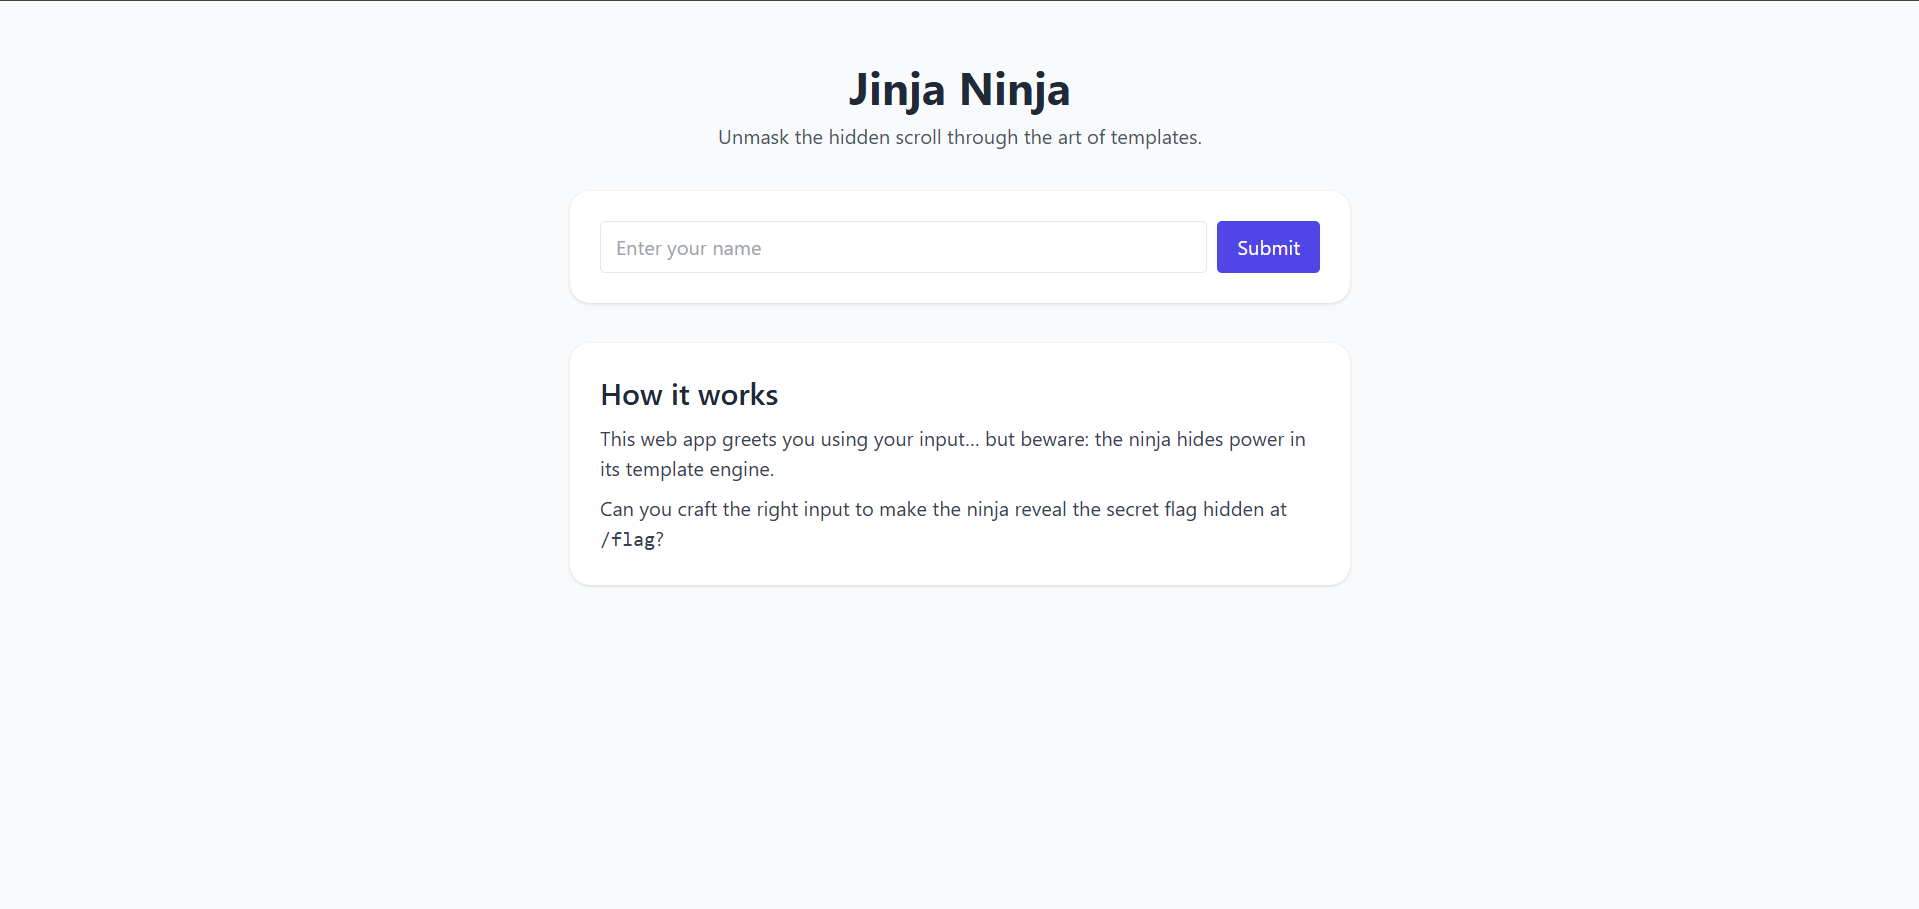 Jinja Ninja
Unmask the hidden scroll through the art of templates.
Enter your name
Submit
How it works
This web app greets you using your input... but beware: the ninja hides power in
its template engine.
Can you craft the right input to make the ninja reveal the secret flag hidden at
/flag?